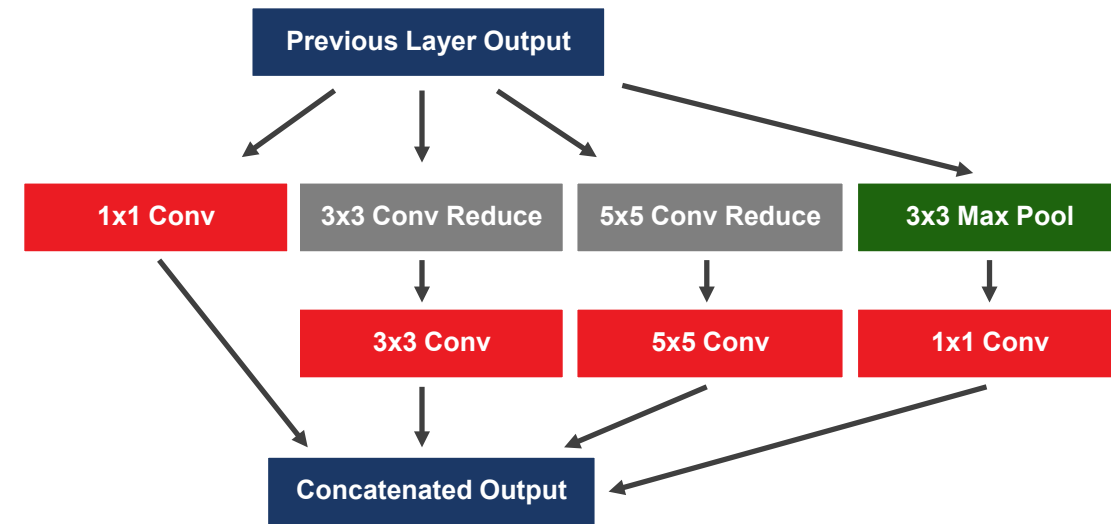 Previous Layer Output
1x1 Conv
3x3 Conv Reduce
5x5 Conv Reduce
3x3 Max Pool
3x3 Conv
5x5 Conv
1x1 Conv
Concatenated Output